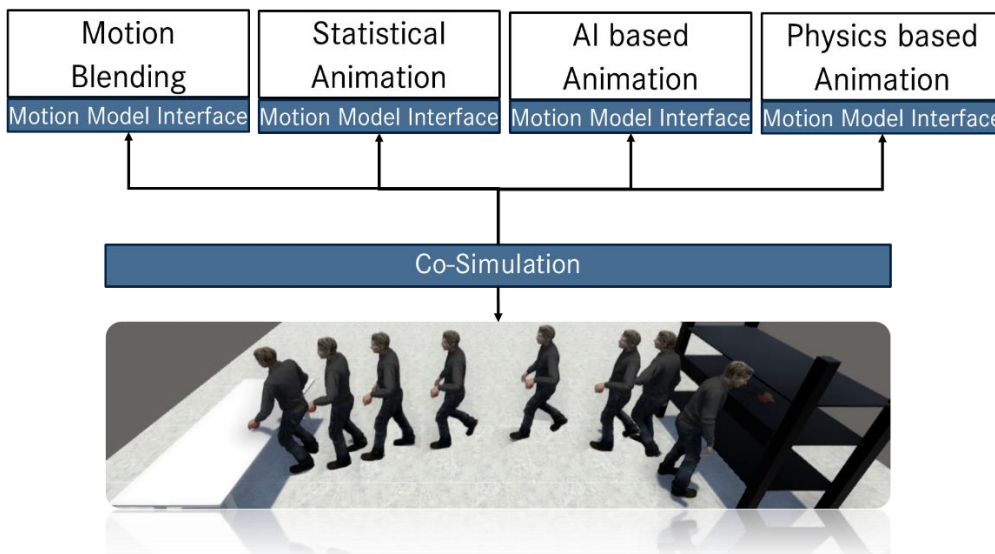 Motion
Blending
Motion Model Interface
Statistical
Animation
Motion Model Interface
AI based
Animation
Motion Model Interface
Physics based
Animation
Motion Model Interface
Co-Simulation